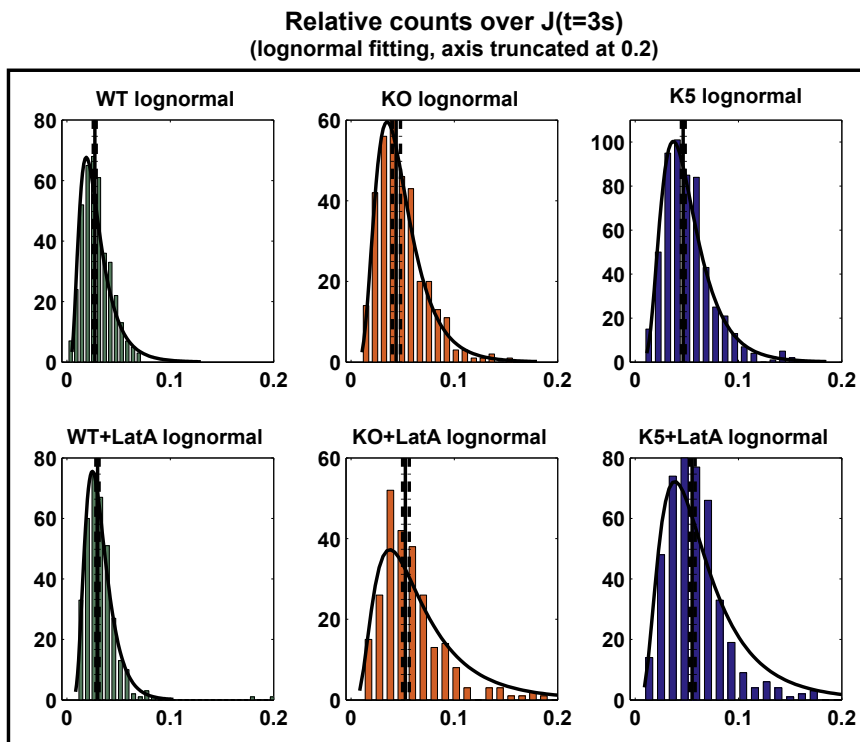 Relative counts over J(t=3s)
(lognormal fitting, axis truncated at 0.2)
WT lognormal
KO lognormal
K5 lognormal
80
60
40
20
0
0 0.1 0.2
60
40
20
0
0 0.1 0.2
100
80
60
40
20
0
0 0.1 0.2
WT+LatA lognormal
KO+LatA lognormal
K5+LatA lognormal
80
60
40
20
0
0 0.1 0.2
60
40
20
0
0 0.1 0.2
80
60
40
20
0
0 0.1 0.2